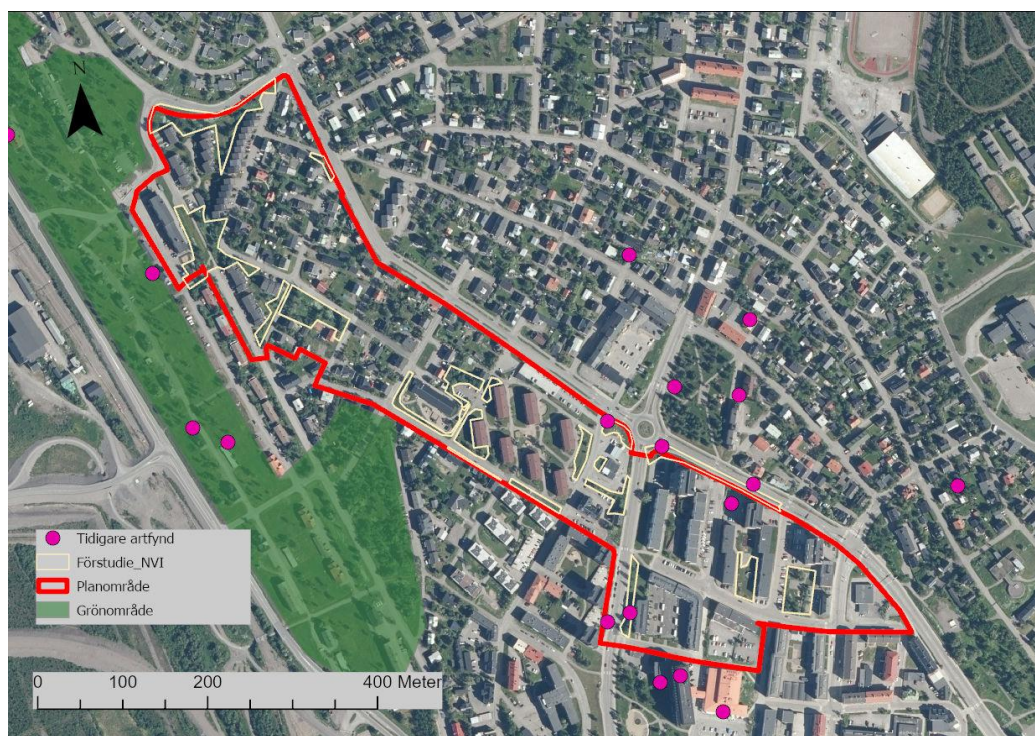 N
Tidigare artfynd
Förstudie_NVI
Planområde
Grönområde
0 100 200 400 Meter